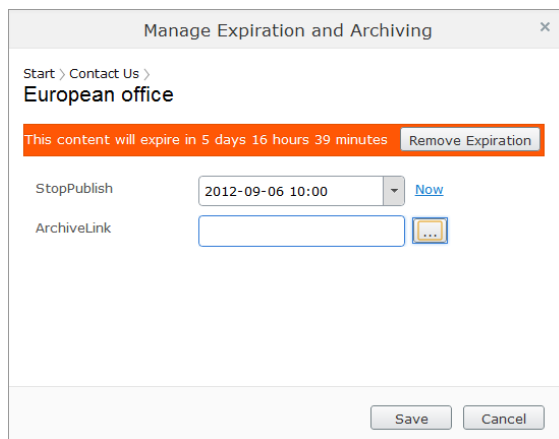 Manage Expiration and Archiving ×
Start > Contact Us >
European office
This content will expire in 5 days 16 hours 39 minutes Remove Expiration
StopPublish 2012-09-06 10:00 Now
ArchiveLink ...
Save Cancel